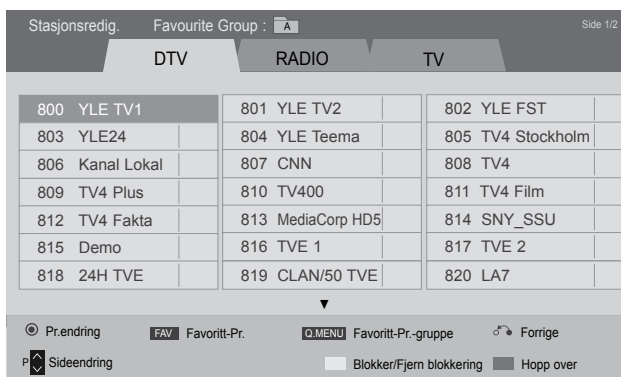 Stasjonsredig. Favourite Group : A Side 1/2
DTV RADIO TV
800 YLE TV1 801 YLE TV2 802 YLE FST
803 YLE24 804 YLE Teema 805 TV4 Stockholm
806 Kanal Lokal 807 CNN 808 TV4
809 TV4 Plus 810 TV400 811 TV4 Film
812 TV4 Fakta 813 MediaCorp HD5 814 SNY_SSU
815 Demo 816 TVE 1 817 TVE 2
818 24H TVE 819 CLAN/50 TVE 820 LA7
Pr.endring FAV Favoritt-Pr. Q.MENU Favoritt-Pr.-gruppe Forrige
P Sideendring Blokker/Fjern blokkering Hopp over